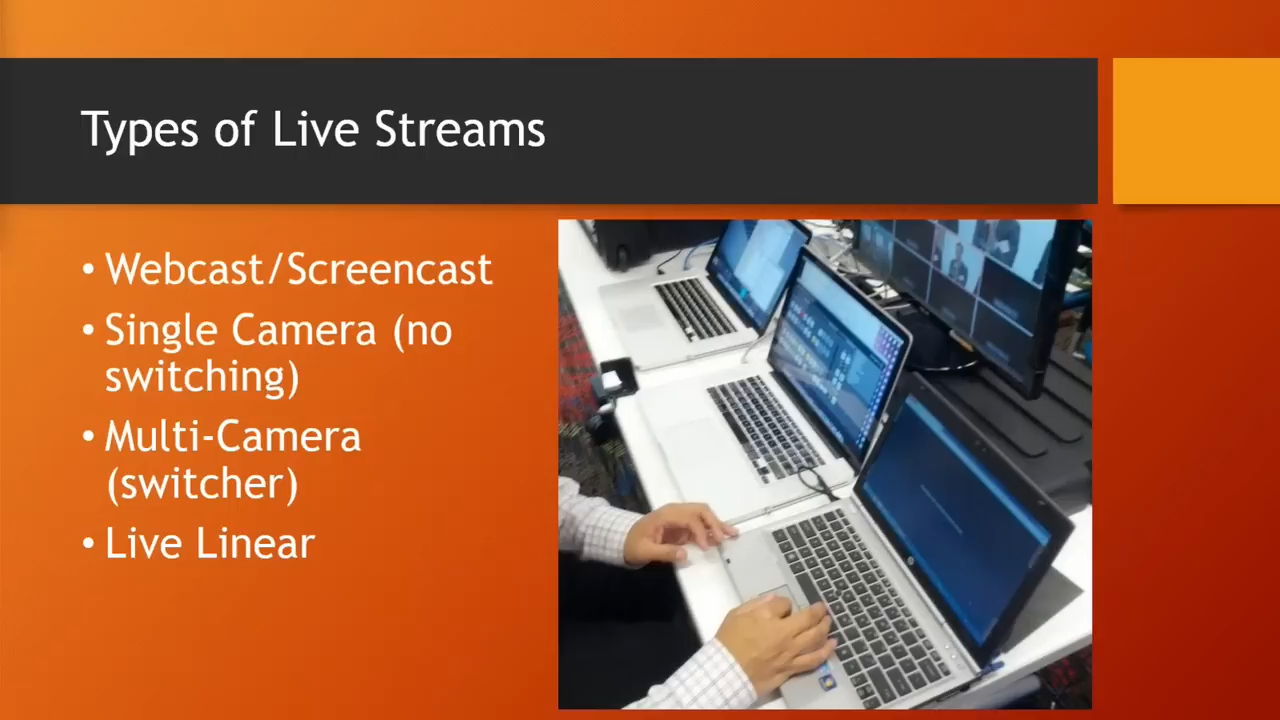 Types of Live Streams
• Webcast/Screencast
• Single Camera (no
switching)
• Multi-Camera
(switcher)
• Live Linear